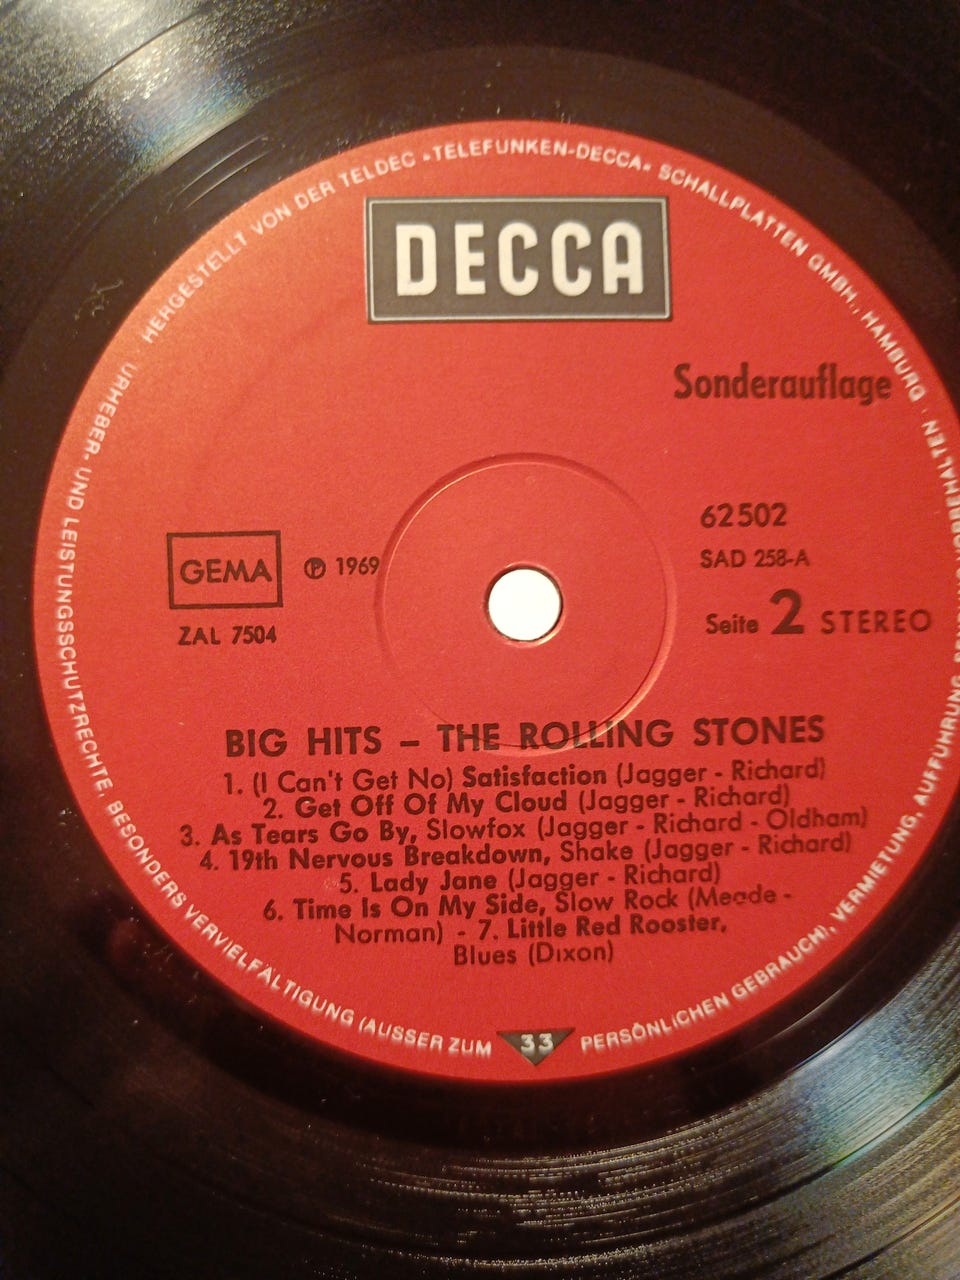 HERGESTELLT VON DER TELDEC »TELEFUNKEN-DECCA« SCHALLPLATTEN GMBH., HAMBURG ·
DECCA
Sonderauflage
62502
GEMA ℗ 1969 SAD 258-A
ZAL 7504 Seite 2 STEREO
BIG HITS – THE ROLLING STONES
1. (I Can't Get No) Satisfaction (Jagger - Richard)
2. Get Off Of My Cloud (Jagger - Richard)
3. As Tears Go By, Slowfox (Jagger - Richard - Oldham)
4. 19th Nervous Breakdown, Shake (Jagger - Richard)
5. Lady Jane (Jagger - Richard)
6. Time Is On My Side, Slow Rock (Meade -
Norman) - 7. Little Red Rooster,
Blues (Dixon)
URHEBER- UND LEISTUNGSSCHUTZRECHTE, BESONDERS VERVIELFÄLTIGUNG (AUSSER ZUM
33
PERSÖNLICHEN GEBRAUCH), VERMIETUNG, AUFFÜHRUNG,